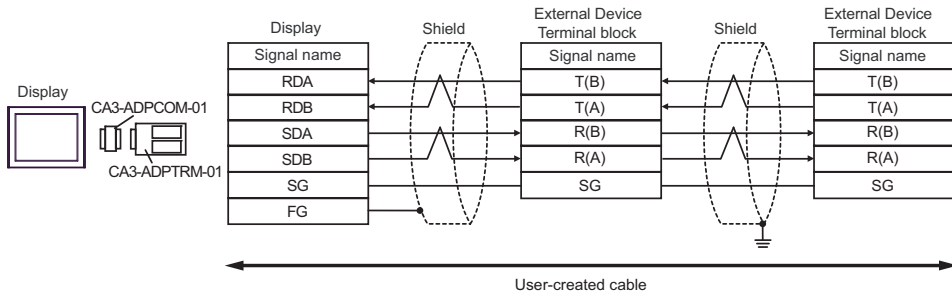 Display
CA3-ADPCOM-01
CA3-ADPTRM-01
Display
Shield
External Device
Terminal block
Shield
External Device
Terminal block
Signal name
Signal name
Signal name
RDA
T(B)
T(B)
RDB
T(A)
T(A)
SDA
R(B)
R(B)
SDB
R(A)
R(A)
SG
SG
SG
FG
User-created cable